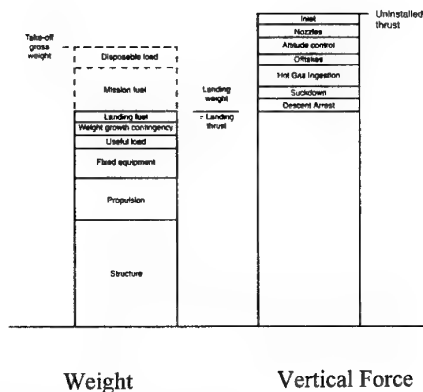 Take-off
gross
weight
Disposable load
Mission fuel
Landing fuel
Weight growth contingency
Useful load
Fixed equipment
Propulsion
Structure
Landing
weight
= Landing
thrust
Inlet
Nozzles
Attitude control
Offtakes
Hot Gas Ingestion
Suckdown
Descent Arrest
Uninstalled
thrust
Weight
Vertical Force